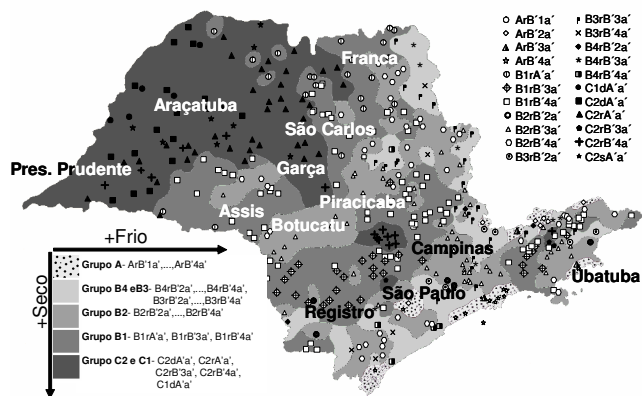 França
Araçatuba
São Carlos
Pres. Prudente
Garça
Piracicaba
Assis
Botucatu
Campinas
Ubatuba
São Paulo
Registro
+Frio
+Seco
Grupo A- ArB'1a',...,ArB'4a'
Grupo B4 eB3- B4rB'2a',...,B4rB'4a',
B3rB'2a',...,B3rB'4a'
Grupo B2- B2rB'2a',...,B2rB'4a'
Grupo B1- B1rA'a', B1rB'3a', B1rB'4a'
Grupo C2 e C1- C2dA'a', C2rA'a',
C2rB'3a', C2rB'4a',
C1dA'a'
ArB'1a'
ArB'2a'
ArB'3a'
ArB'4a'
B1rA'a'
B1rB'3a'
B1rB'4a'
B2rB'2a'
B2rB'3a'
B2rB'4a'
B3rB'2a'
B3rB'3a'
B3rB'4a'
B4rB'2a'
B4rB'3a'
B4rB'4a'
C1dA'a'
C2dA'a'
C2rA'a'
C2rB'3a'
C2rB'4a'
C2sA'a'